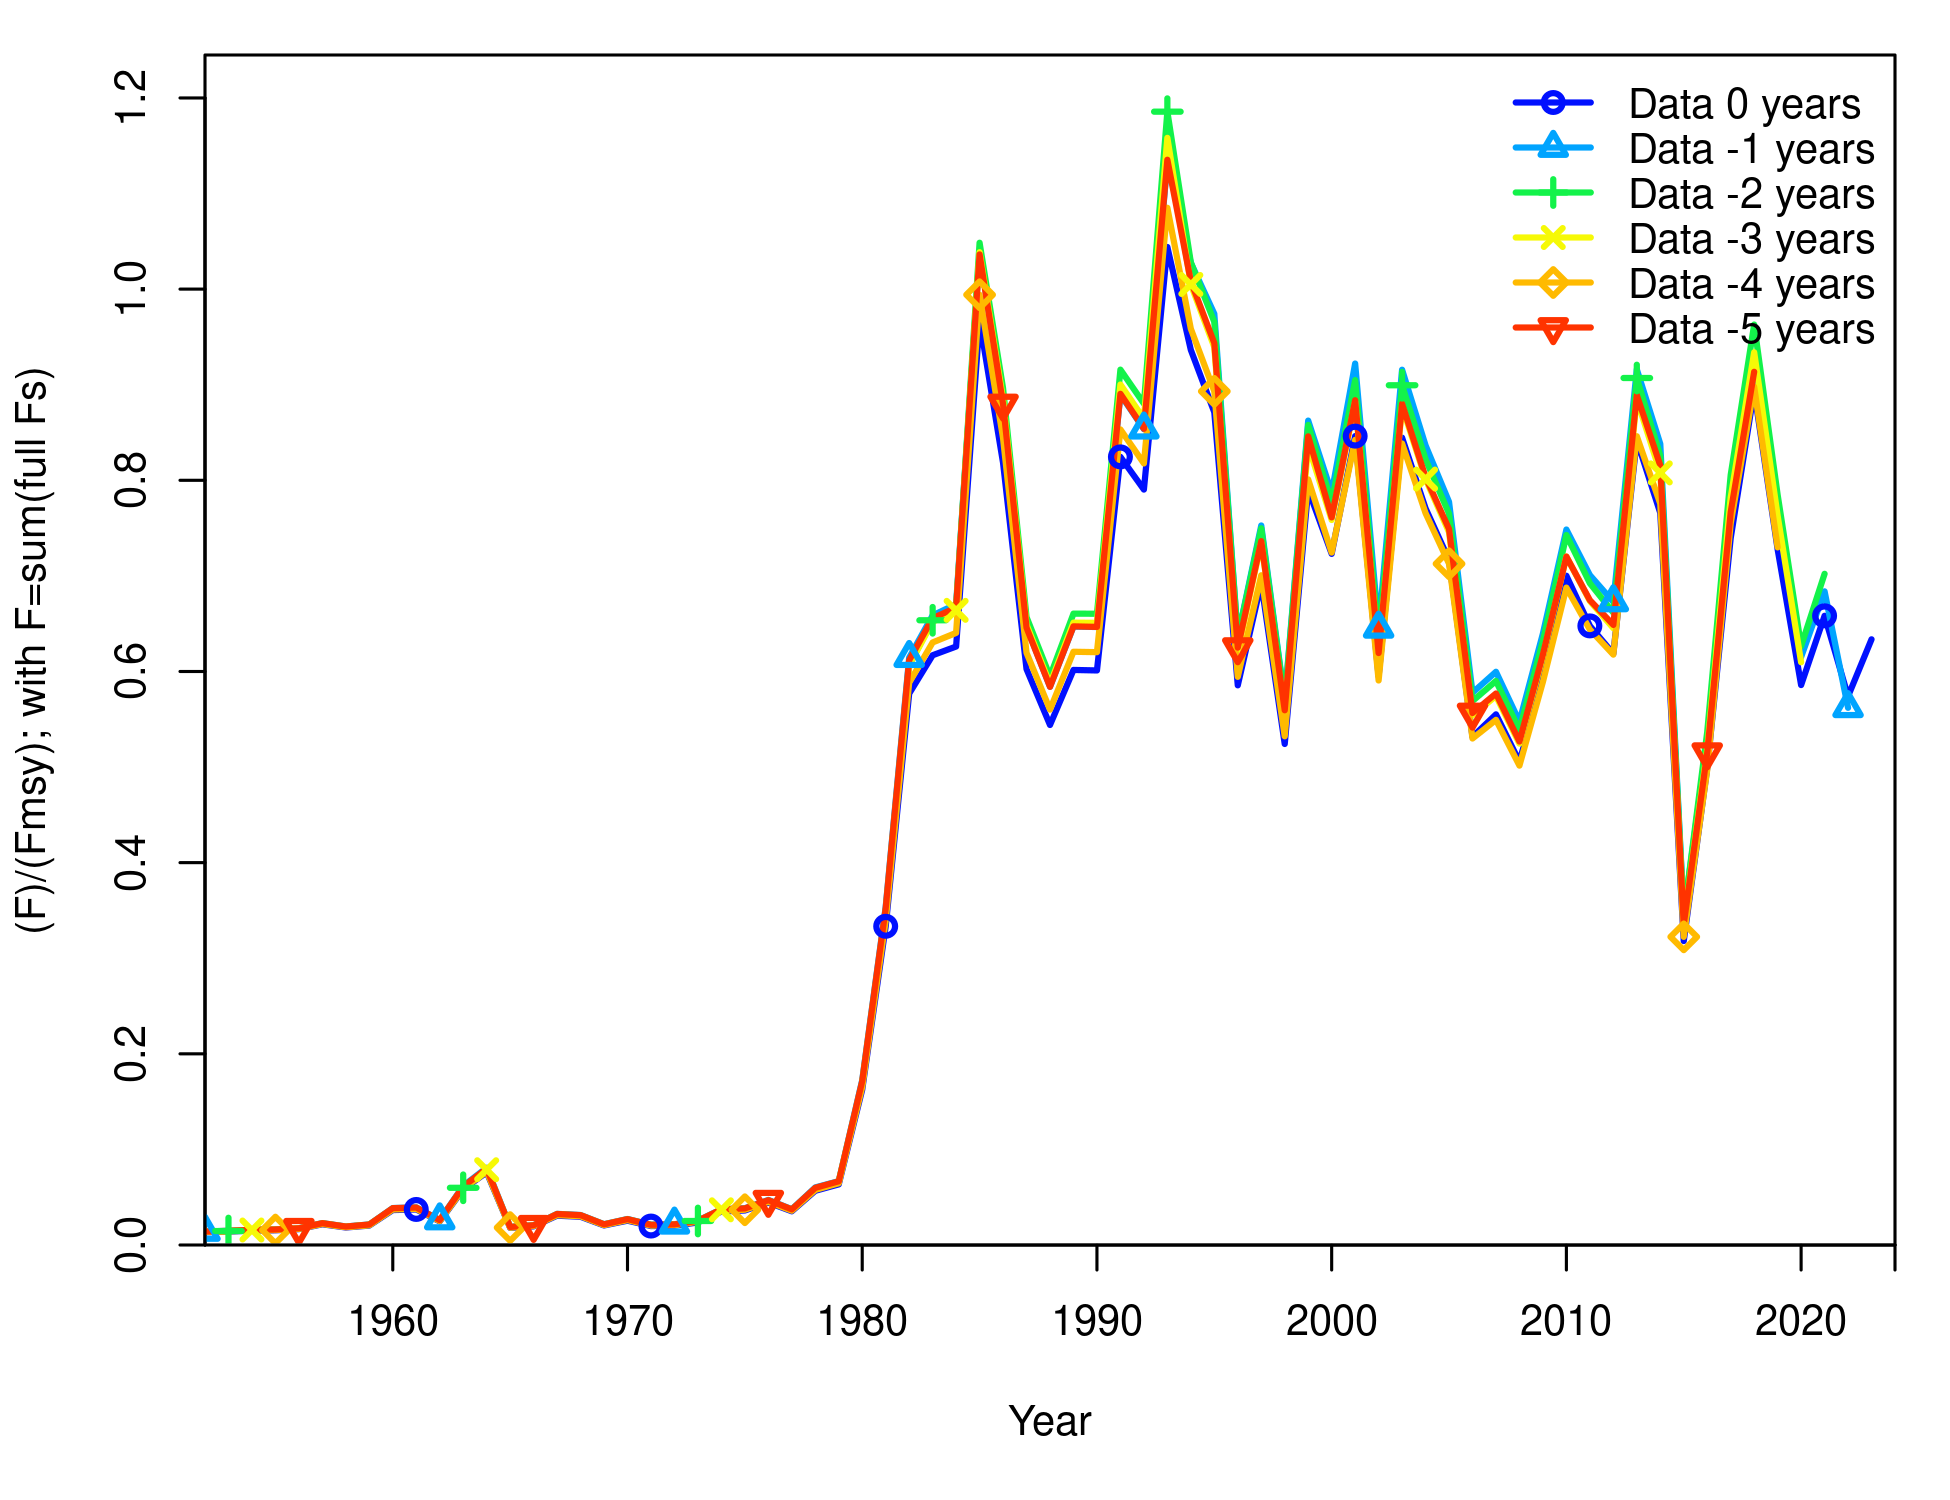 Data 0 years
Data -1 years
Data -2 years
Data -3 years
Data -4 years
Data -5 years
(F)/(Fmsy); with F=sum(full Fs)
1.2
1.0
0.8
0.6
0.4
0.2
0.0
1960 1970 1980 1990 2000 2010 2020
Year